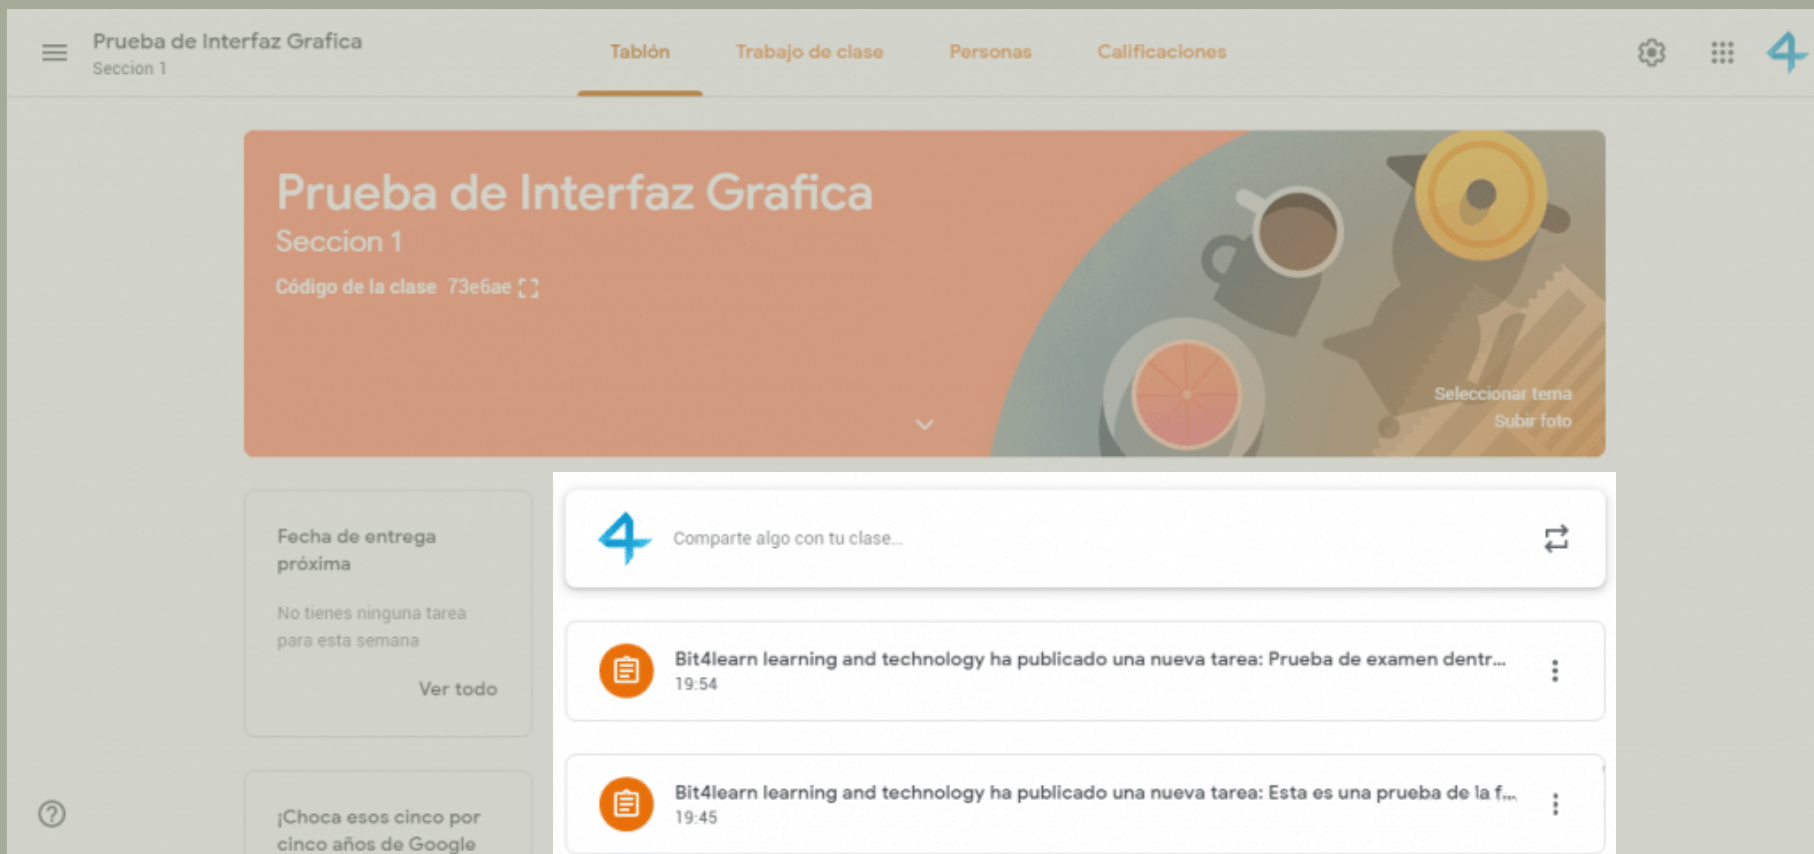 Prueba de Interfaz Grafica
Seccion 1
Tablón
Trabajo de clase
Personas
Calificaciones
Prueba de Interfaz Grafica
Seccion 1
Código de la clase 73e6ae
Seleccionar tema
Subir foto
Fecha de entrega
próxima
No tienes ninguna tarea
para esta semana
Ver todo
¡Choca esos cinco por
cinco años de Google
Comparte algo con tu clase...
Bit4learn learning and technology ha publicado una nueva tarea: Prueba de examen dentr...
19:54
Bit4learn learning and technology ha publicado una nueva tarea: Esta es una prueba de la f...
19:45